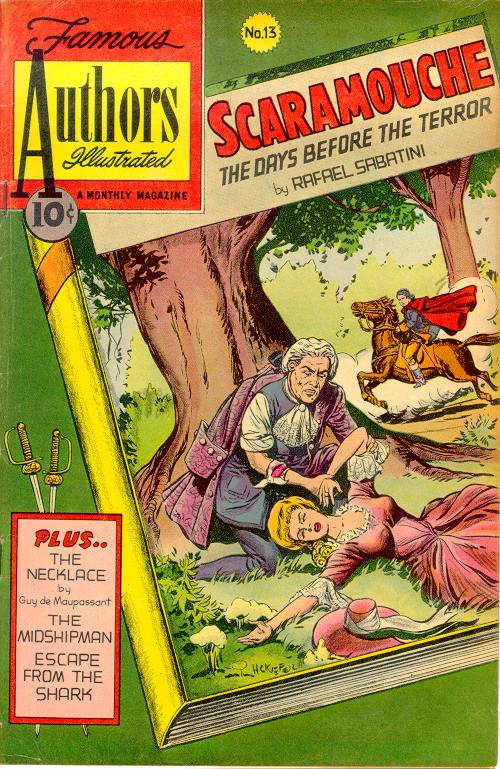 Famous
Authors
Illustrated
A MONTHLY MAGAZINE
10¢
No. 13
SCARAMOUCHE
THE DAYS BEFORE THE TERROR
by RAFAEL SABATINI
PLUS..
THE
NECKLACE
by
Guy de Maupassant
THE
MIDSHIPMAN
ESCAPE
FROM THE
SHARK